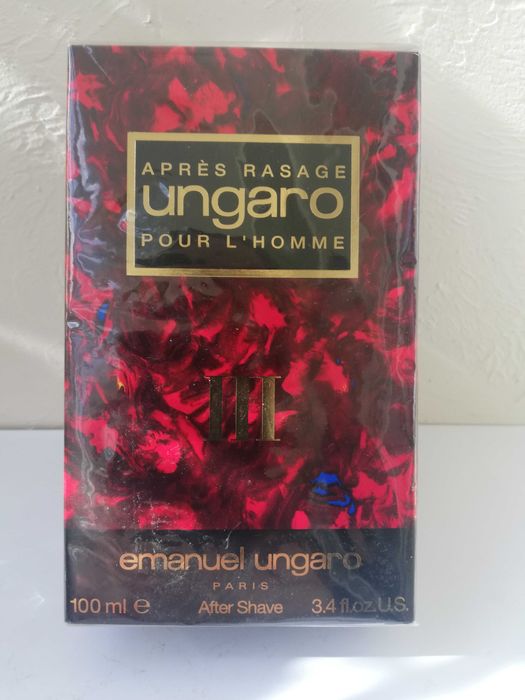 APRÈS RASAGE
ungaro
POUR L'HOMME
III
emanuel ungaro
PARIS
100 ml e After Shave 3.4 fl.oz.U.S.